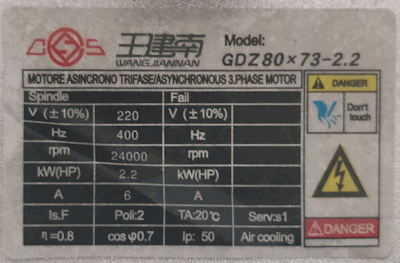 王建南 Model:
WANGJIANNAN GDZ80×73-2.2
MOTORE ASINCRONO TRIFASE/ASYNCHRONOUS 3.PHASE MOTOR
Spindle Fail
V (±10%) 220 V (±10%)
Hz 400 Hz
rpm 24000 rpm
kW(HP) 2.2 kW(HP)
A 6 A
Is.F Poli:2 TA:20℃ Serv:s1
η=0.8 cosφ0.7 Ip: 50 Air cooling
DANGER
Don't
touch
DANGER